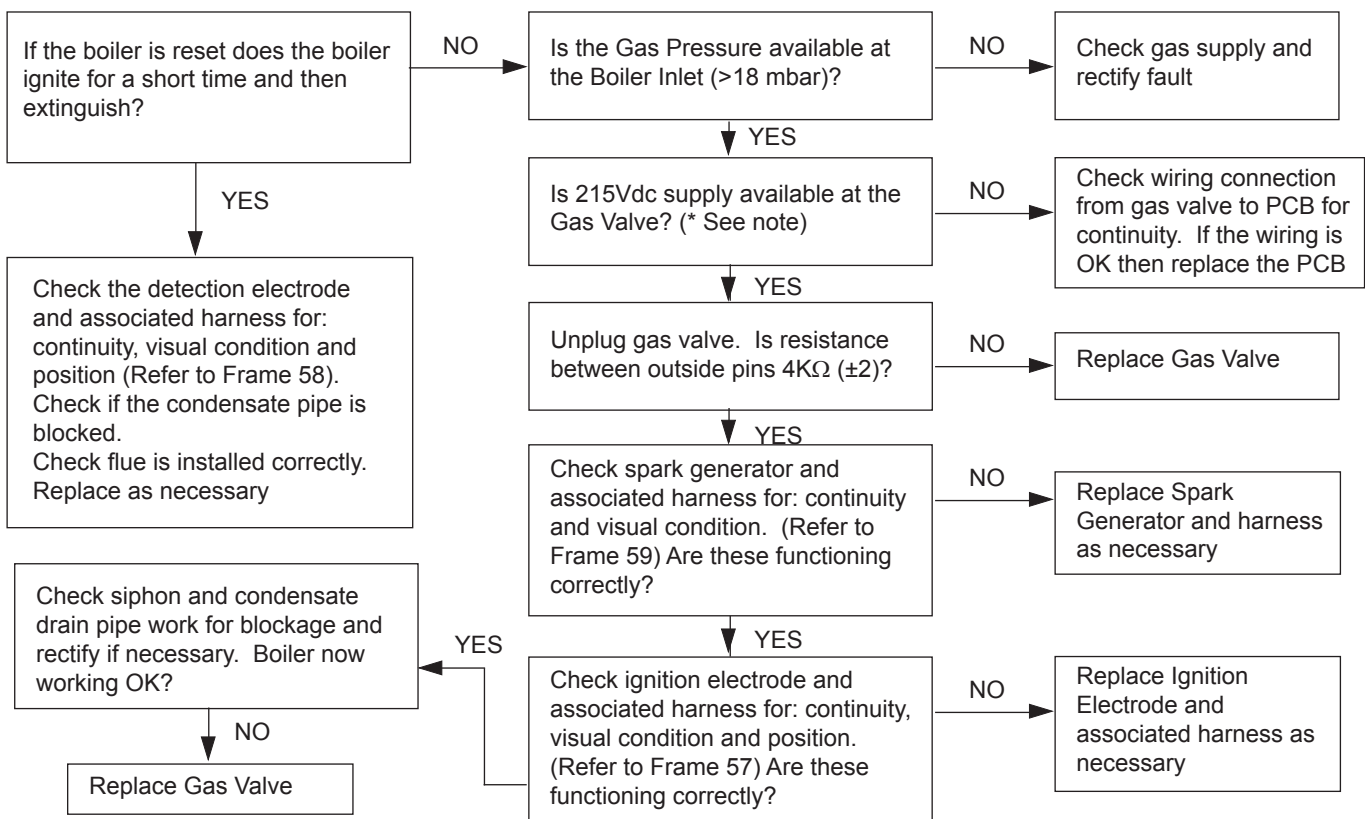 If the boiler is reset does the boiler
ignite for a short time and then
extinguish?
NO
Is the Gas Pressure available at
the Boiler Inlet (>18 mbar)?
NO
Check gas supply and
rectify fault
YES
YES
Is 215Vdc supply available at the
Gas Valve? (* See note)
NO
Check wiring connection
from gas valve to PCB for
continuity.  If the wiring is
OK then replace the PCB
Check the detection electrode
and associated harness for:
continuity, visual condition and
position (Refer to Frame 58).
Check if the condensate pipe is
blocked.
Check flue is installed correctly.
Replace as necessary
YES
Unplug gas valve.  Is resistance
between outside pins 4KΩ (±2)?
NO
Replace Gas Valve
YES
Check spark generator and
associated harness for: continuity
and visual condition.  (Refer to
Frame 59) Are these functioning
correctly?
NO
Replace Spark
Generator and harness
as necessary
YES
Check ignition electrode and
associated harness for: continuity,
visual condition and position.
(Refer to Frame 57) Are these
functioning correctly?
NO
Replace Ignition
Electrode and
associated harness as
necessary
YES
Check siphon and condensate
drain pipe work for blockage and
rectify if necessary.  Boiler now
working OK?
NO
Replace Gas Valve